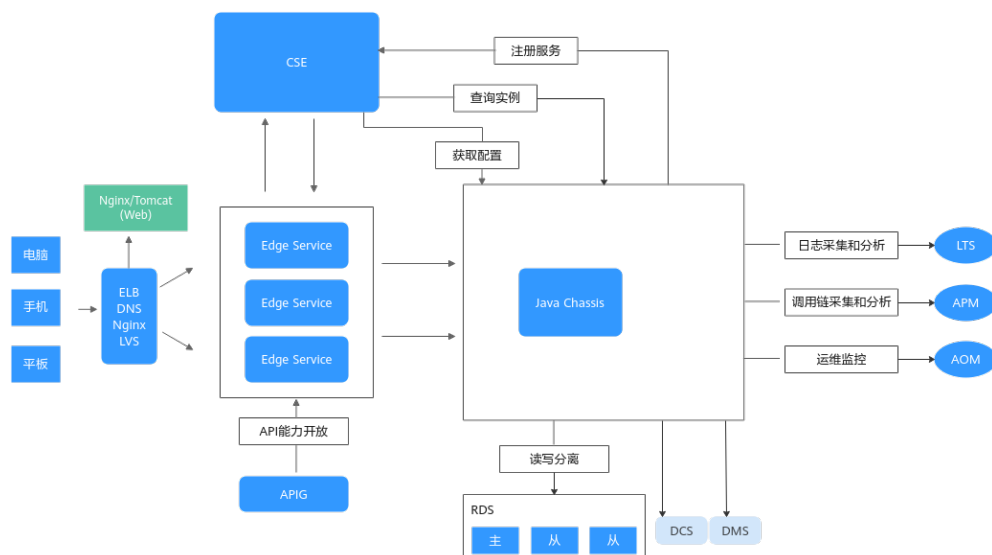 CSE
注册服务
查询实例
获取配置
Nginx/Tomcat
(Web)
电脑
手机
平板
ELB
DNS
Nginx
LVS
Edge Service
Edge Service
Edge Service
Java Chassis
日志采集和分析
LTS
调用链采集和分析
APM
运维监控
AOM
API能力开放
APIG
读写分离
RDS
主
从
从
DCS
DMS